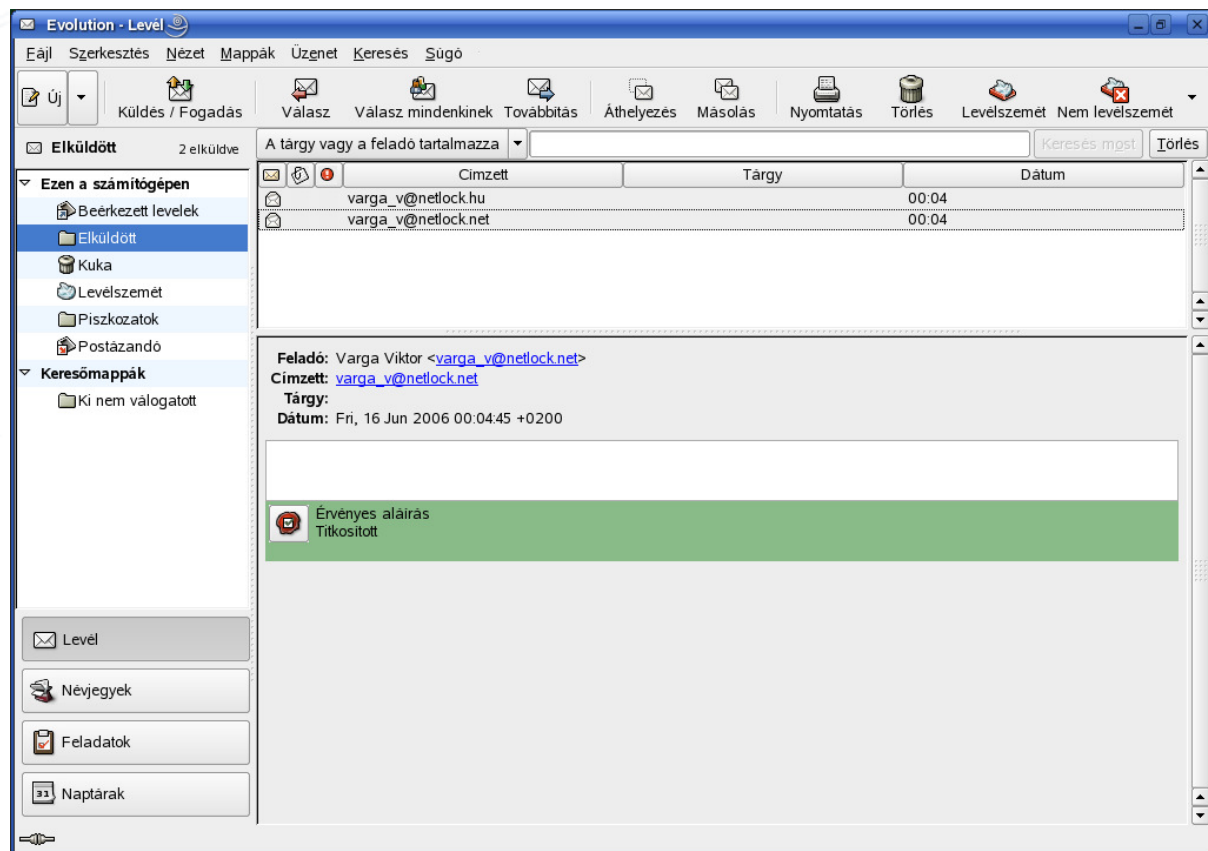 Evolution - Levél
Fájl Szerkesztés Nézet Mappák Üzenet Keresés Súgó
Új Küldés / Fogadás Válasz Válasz mindenkinek Továbbítás Áthelyezés Másolás Nyomtatás Törlés Levélszemét Nem levélszemét
Elküldött 2 elküldve
A tárgy vagy a feladó tartalmazza Keresés most Törlés
Ezen a számítógépen
Beérkezett levelek
Elküldött
Kuka
Levélszemét
Piszkozatok
Postázandó
Keresőmappák
Ki nem válogatott
Címzett Tárgy Dátum
varga_v@netlock.hu 00:04
varga_v@netlock.net 00:04
Feladó: Varga Viktor <varga_v@netlock.net>
Címzett: varga_v@netlock.net
Tárgy:
Dátum: Fri, 16 Jun 2006 00:04:45 +0200
Érvényes aláírás
Titkosított
Levél
Névjegyek
Feladatok
31 Naptárak